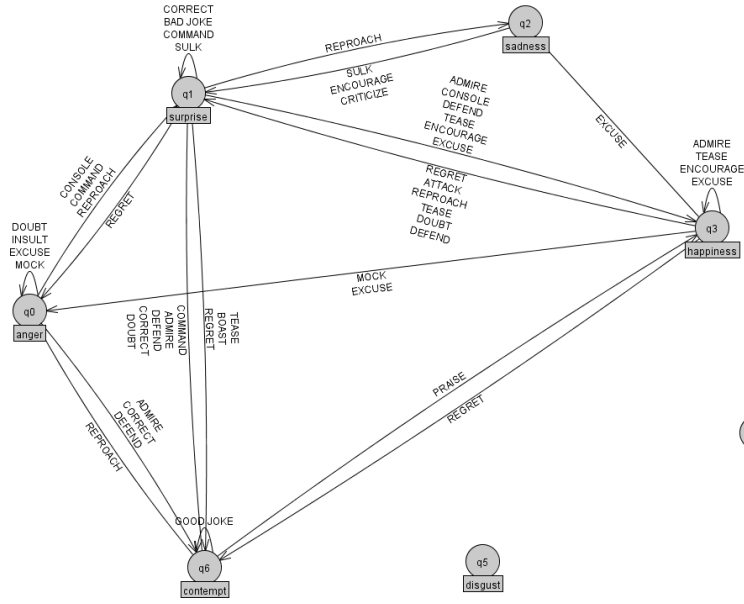 CORRECT
BAD JOKE
COMMAND
SULK
q1
surprise
REPROACH
SULK
ENCOURAGE
CRITICIZE
q2
sadness
ADMIRE
CONSOLE
DEFEND
TEASE
ENCOURAGE
EXCUSE
EXCUSE
REGRET
ATTACK
REPROACH
TEASE
DOUBT
DEFEND
ADMIRE
TEASE
ENCOURAGE
EXCUSE
q3
happiness
CONSOLE
COMMAND
REPROACH
REGRET
DOUBT
INSULT
EXCUSE
MOCK
q0
anger
MOCK
EXCUSE
COMMAND
ADMIRE
DEFEND
CORRECT
DOUBT
TEASE
BOAST
REGRET
ADMIRE
CORRECT
DEFEND
REPROACH
PRAISE
REGRET
GOOD JOKE
q6
contempt
q5
disgust